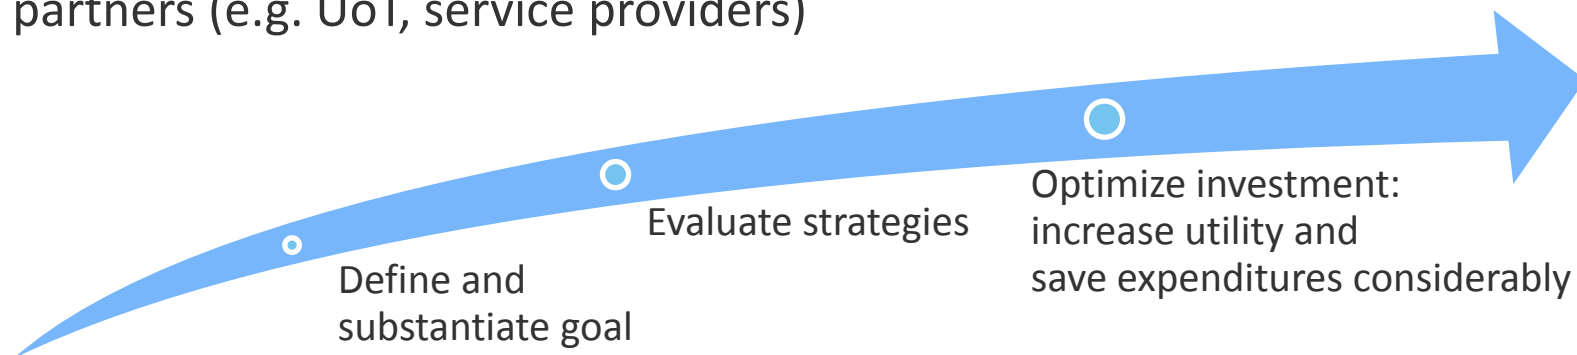 partners (e.g. UoT, service providers)
Define and
substantiate goal
Evaluate strategies
Optimize investment:
increase utility and
save expenditures considerably